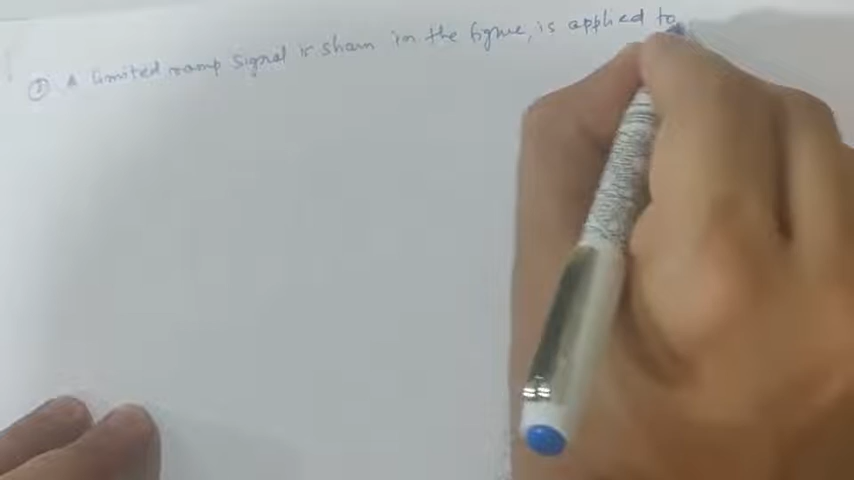 ① A limited ramp signal is shown in the figure, is applied to